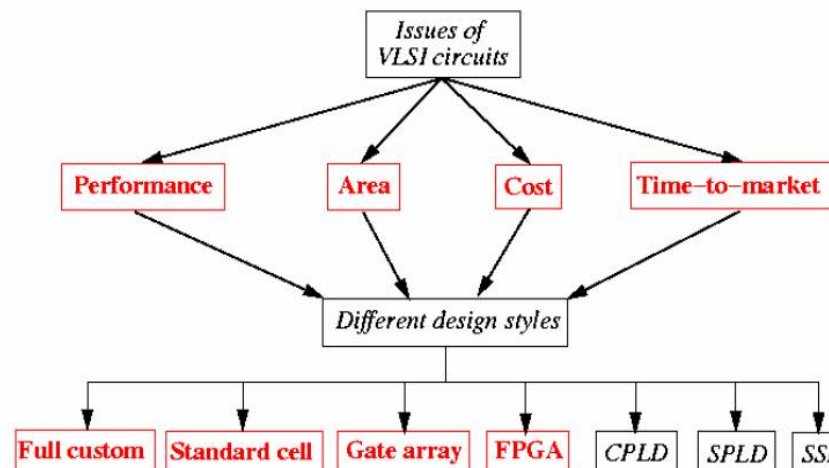 Issues of
VLSI circuits
Performance
Area
Cost
Time-to-market
Different design styles
Full custom
Standard cell
Gate array
FPGA
CPLD
SPLD